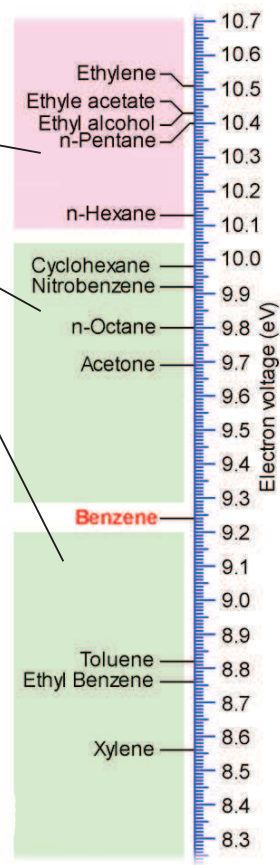 Ethylene
Ethyle acetate
Ethyl alcohol
n-Pentane
n-Hexane
Cyclohexane
Nitrobenzene
n-Octane
Acetone
Benzene
Toluene
Ethyl Benzene
Xylene
10.7
10.6
10.5
10.4
10.3
10.2
10.1
10.0
9.9
9.8
9.7
9.6
9.5
9.4
9.3
9.2
9.1
9.0
8.9
8.8
8.7
8.6
8.5
8.4
8.3
Electron voltage (eV)